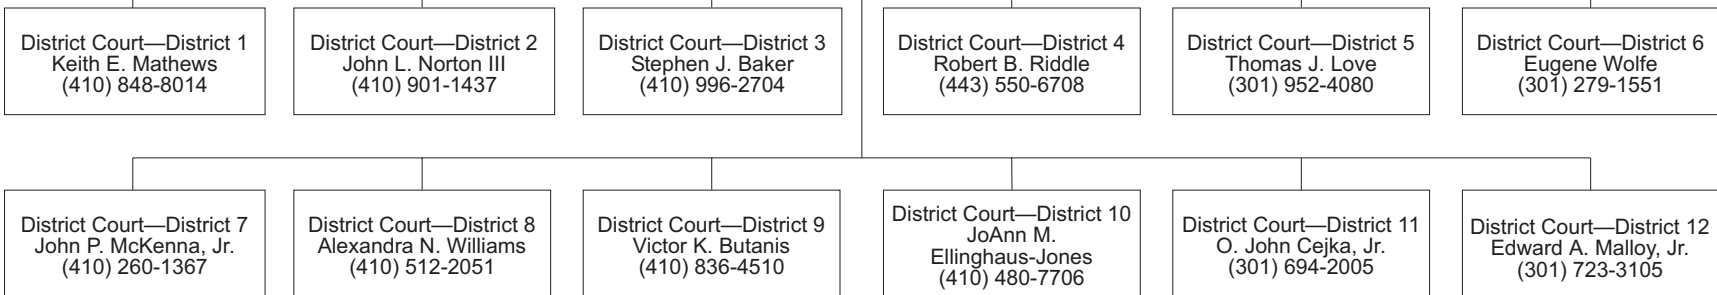 District Court—District 1
Keith E. Mathews
(410) 848-8014
District Court—District 2
John L. Norton III
(410) 901-1437
District Court—District 3
Stephen J. Baker
(410) 996-2704
District Court—District 4
Robert B. Riddle
(443) 550-6708
District Court—District 5
Thomas J. Love
(301) 952-4080
District Court—District 6
Eugene Wolfe
(301) 279-1551
District Court—District 7
John P. McKenna, Jr.
(410) 260-1367
District Court—District 8
Alexandra N. Williams
(410) 512-2051
District Court—District 9
Victor K. Butanis
(410) 836-4510
District Court—District 10
JoAnn M.
Ellinghaus-Jones
(410) 480-7706
District Court—District 11
O. John Cejka, Jr.
(301) 694-2005
District Court—District 12
Edward A. Malloy, Jr.
(301) 723-3105